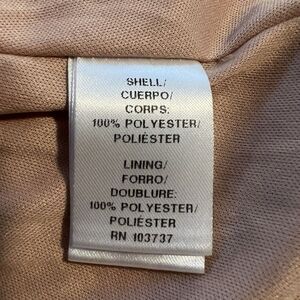 SHELL/
CUERPO/
CORPS:
100% POLYESTER/
POLIÉSTER
LINING/
FORRO/
DOUBLURE:
100% POLYESTER/
POLIÉSTER
RN 103737